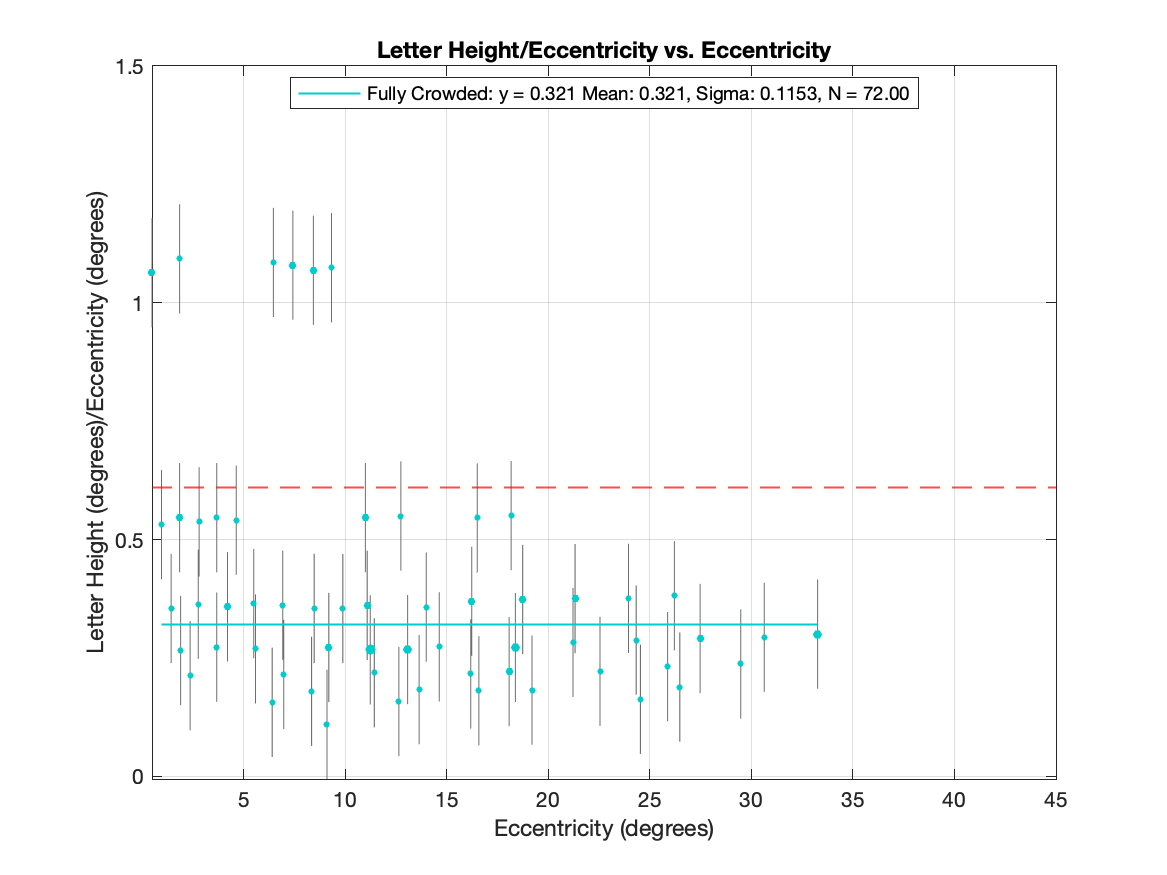 Letter Height/Eccentricity vs. Eccentricity
Fully Crowded: y = 0.321 Mean: 0.321, Sigma: 0.1153, N = 72.00
Letter Height (degrees)/Eccentricity (degrees)
1.5
1
0.5
0
5 10 15 20 25 30 35 40 45
Eccentricity (degrees)